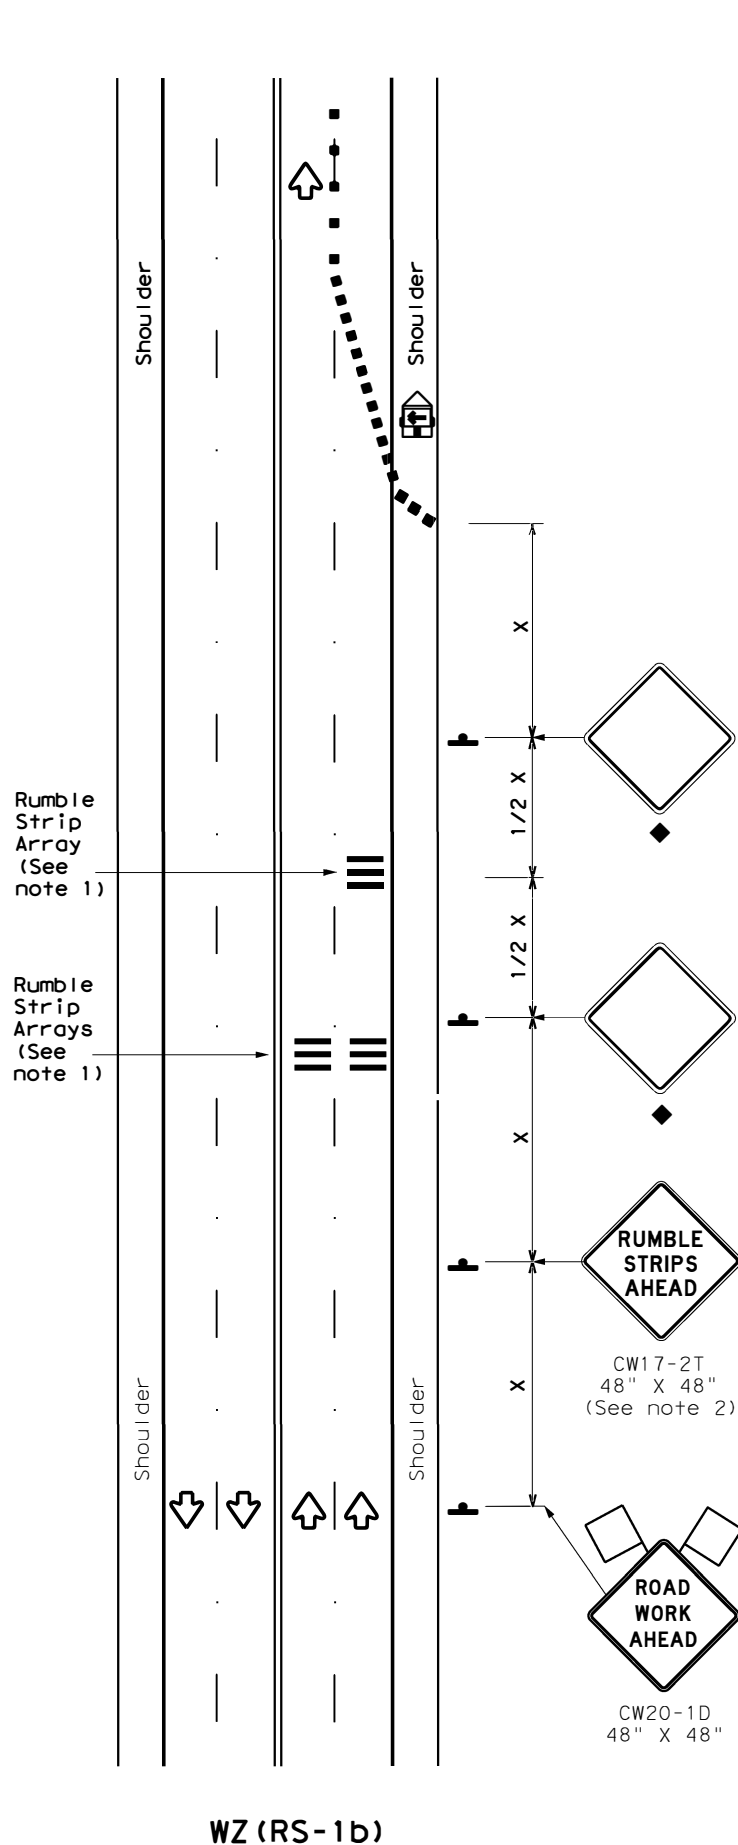 Shoulder
Shoulder
X
1/2 X
Rumble
Strip
Array
(See
note 1)
1/2 X
Rumble
Strip
Arrays
(See
note 1)
X
RUMBLE
STRIPS
AHEAD
CW17-2T
48" X 48"
(See note 2)
X
Shoulder
Shoulder
ROAD
WORK
AHEAD
CW20-1D
48" X 48"
WZ(RS-1b)